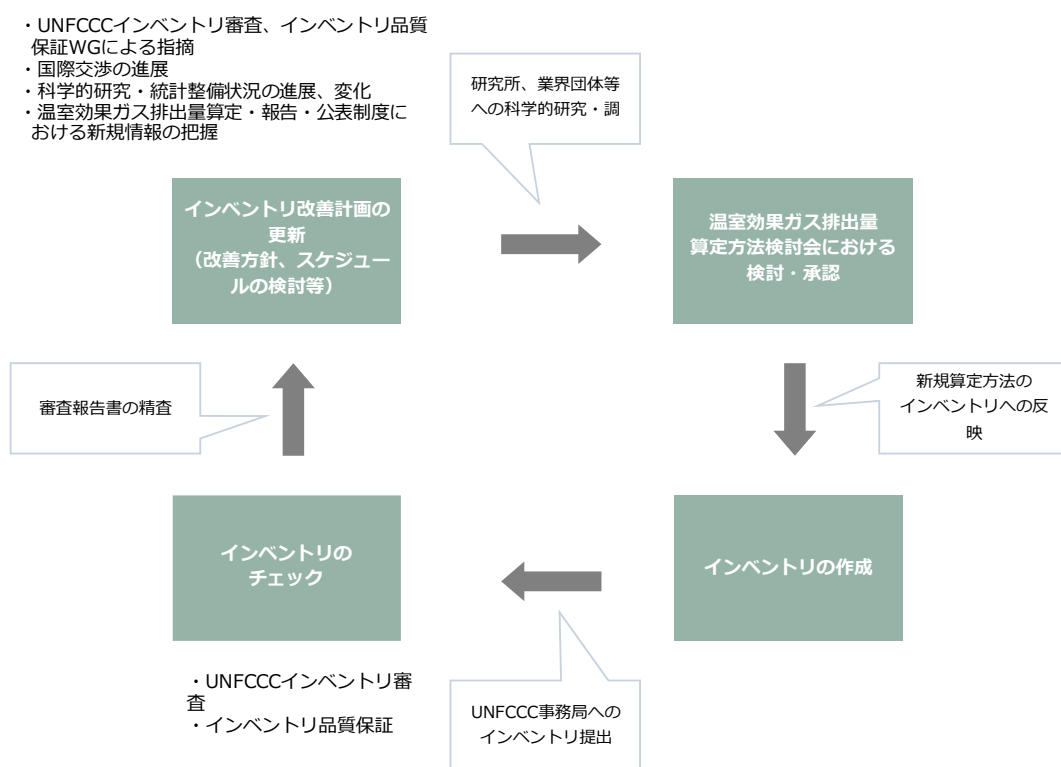 ・UNFCCCインベントリ審査、インベントリ品質
保証WGによる指摘
・国際交渉の進展
・科学的研究・統計整備状況の進展、変化
・温室効果ガス排出量算定・報告・公表制度に
おける新規情報の把握
研究所、業界団体等
への科学的研究・調
インベントリ改善計画の
更新
（改善方針、スケジュー
ルの検討等）
温室効果ガス排出量
算定方法検討会における
検討・承認
審査報告書の精査
新規算定方法の
インベントリへの反
映
インベントリの
チェック
インベントリの作成
・UNFCCCインベントリ審
査
・インベントリ品質保証
UNFCCC事務局への
インベントリ提出